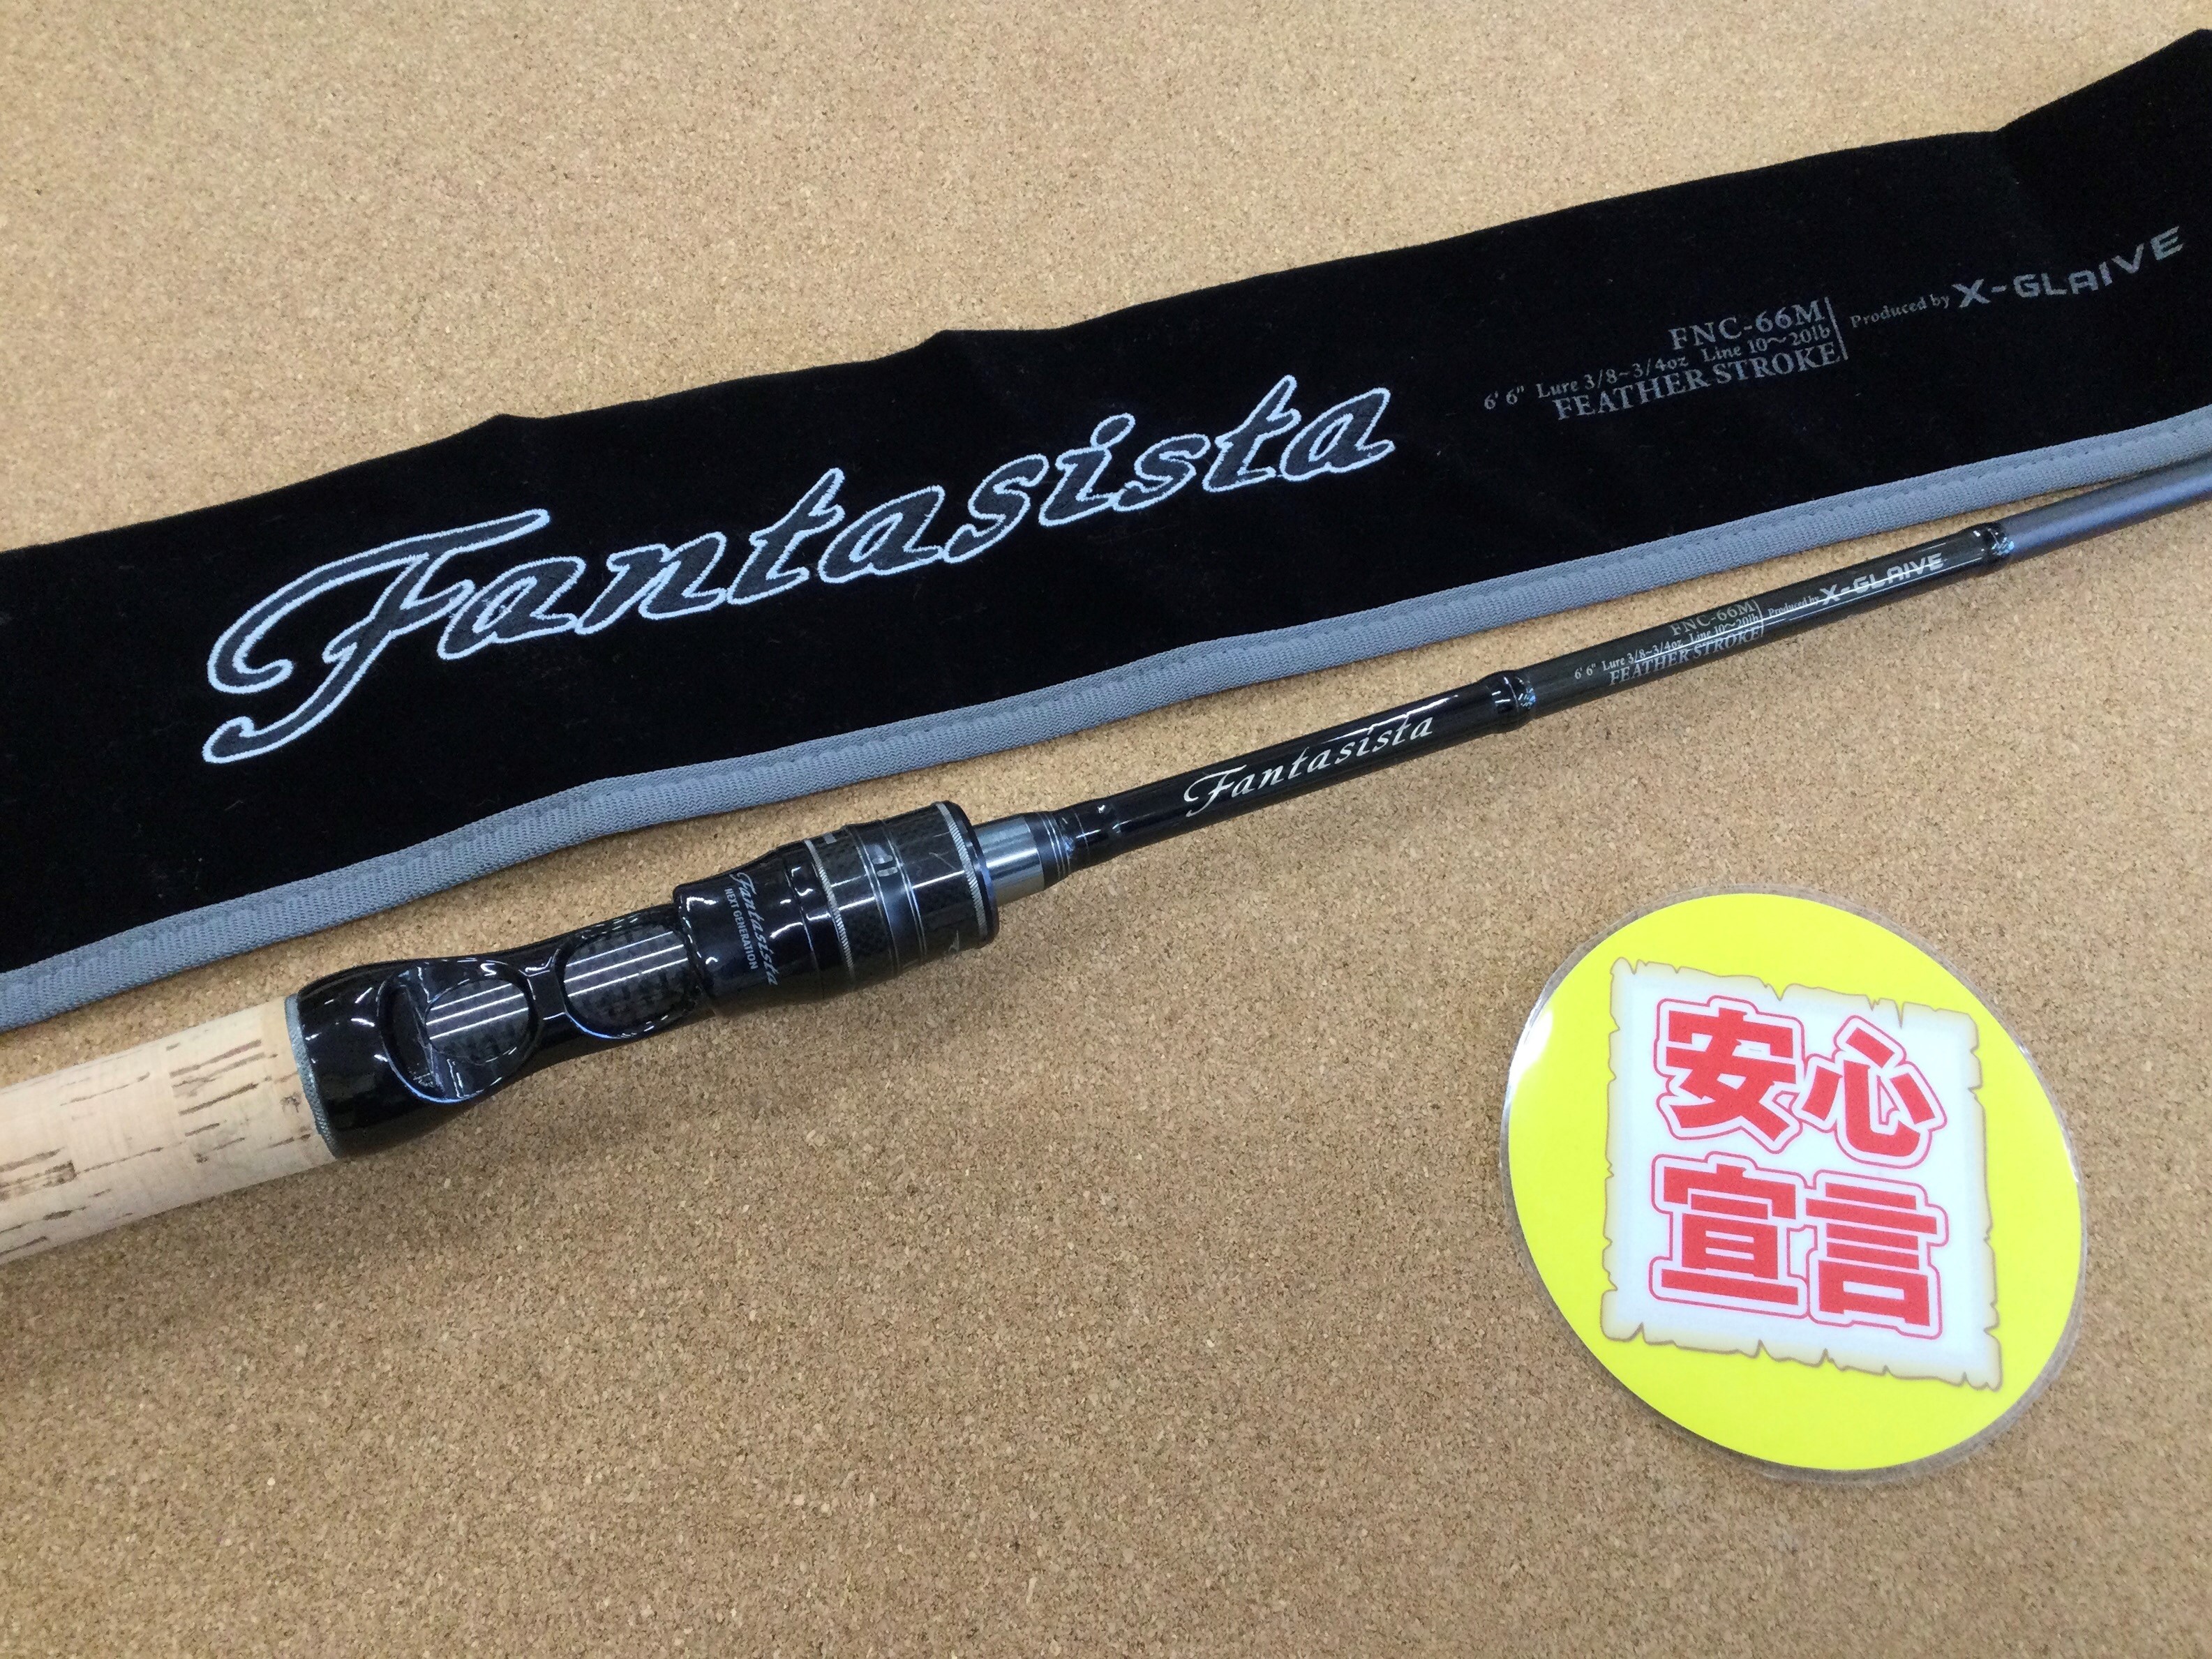 Fantasista
FNC-66M
6' 6" Lure 3/8~3/4oz Line 10~20lb
FEATHER STROKE
Produced by X-GLAIVE
FNC-66M
6' 6" Lure 3/8~3/4oz Line 10~20lb
FEATHER STROKE
Produced by X-GLAIVE
Fantasista
Fantasista
NEXT GENERATION
安心
宣言